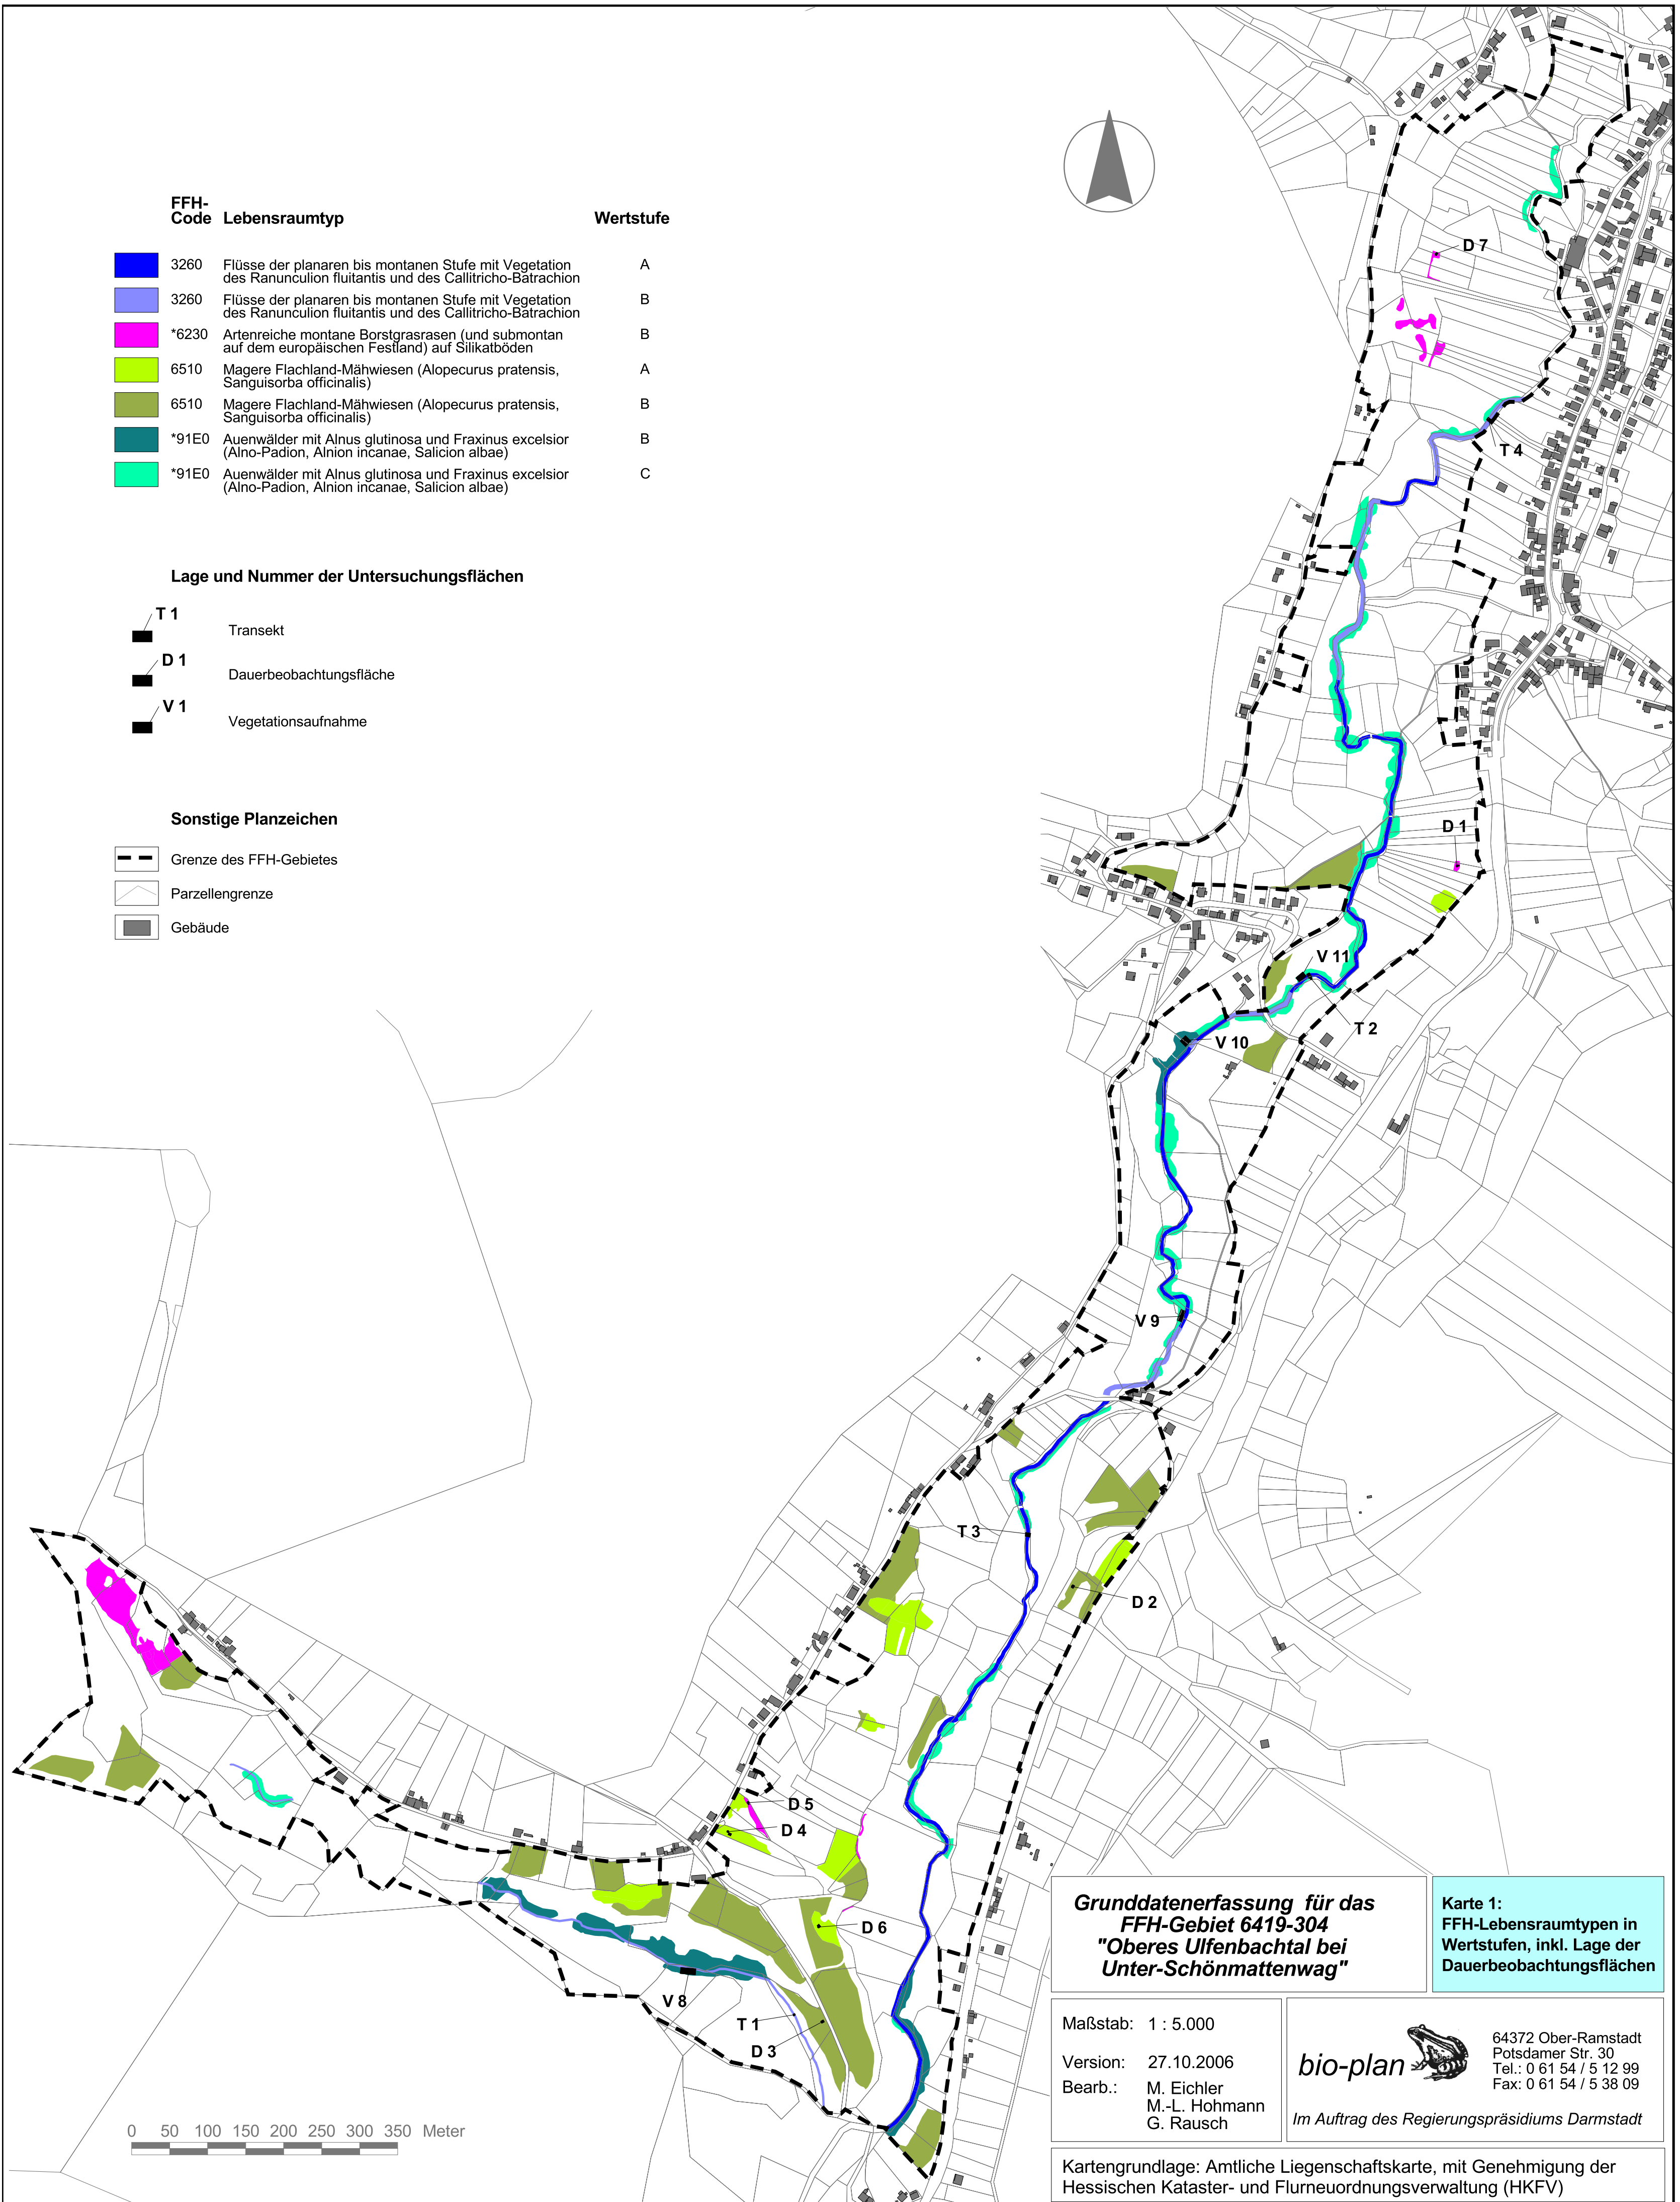 FFH-
Code Lebensraumtyp Wertstufe
3260 Flüsse der planaren bis montanen Stufe mit Vegetation A
des Ranunculion fluitantis und des Callitricho-Batrachion
3260 Flüsse der planaren bis montanen Stufe mit Vegetation B
des Ranunculion fluitantis und des Callitricho-Batrachion
*6230 Artenreiche montane Borstgrasrasen (und submontan B
auf dem europäischen Festland) auf Silikatböden
6510 Magere Flachland-Mähwiesen (Alopecurus pratensis, A
Sanguisorba officinalis)
6510 Magere Flachland-Mähwiesen (Alopecurus pratensis, B
Sanguisorba officinalis)
*91E0 Auenwälder mit Alnus glutinosa und Fraxinus excelsior B
(Alno-Padion, Alnion incanae, Salicion albae)
*91E0 Auenwälder mit Alnus glutinosa und Fraxinus excelsior C
(Alno-Padion, Alnion incanae, Salicion albae)
Lage und Nummer der Untersuchungsflächen
T 1
Transekt
D 1
Dauerbeobachtungsfläche
V 1
Vegetationsaufnahme
Sonstige Planzeichen
Grenze des FFH-Gebietes
Parzellengrenze
Gebäude
D 7
T 4
D 1
V 11
T 2
V 10
V 9
T 3
D 2
D 5
D 4
D 6
V 8
T 1
D 3
0 50 100 150 200 250 300 350 Meter
Grunddatenerfassung für das
FFH-Gebiet 6419-304
"Oberes Ulfenbachtal bei
Unter-Schönmattenwag"
Karte 1:
FFH-Lebensraumtypen in
Wertstufen, inkl. Lage der
Dauerbeobachtungsflächen
Maßstab: 1 : 5.000
Version: 27.10.2006
Bearb.: M. Eichler
M.-L. Hohmann
G. Rausch
bio-plan
64372 Ober-Ramstadt
Potsdamer Str. 30
Tel.: 0 61 54 / 5 12 99
Fax: 0 61 54 / 5 38 09
Im Auftrag des Regierungspräsidiums Darmstadt
Kartengrundlage: Amtliche Liegenschaftskarte, mit Genehmigung der
Hessischen Kataster- und Flurneuordnungsverwaltung (HKFV)